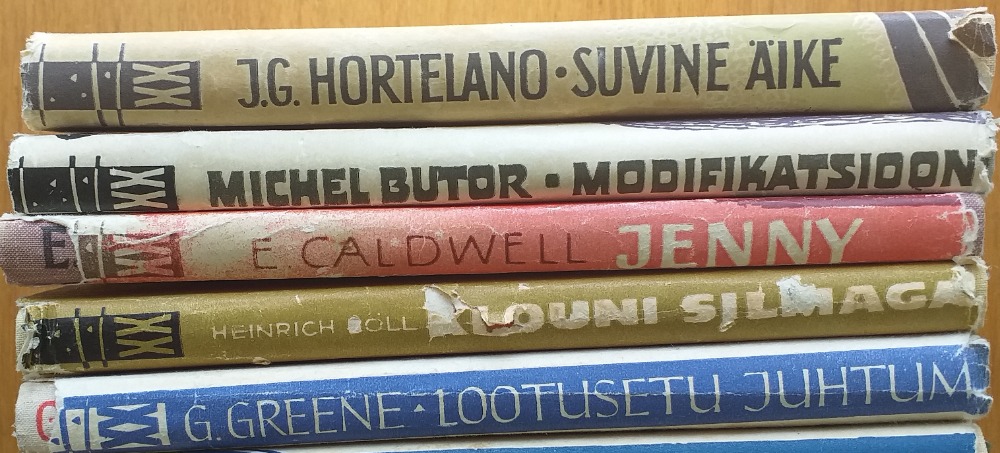 XX J.G. HORTELANO · SUVINE ÄIKE
XX MICHEL BUTOR · MODIFIKATSIOON
E XX E. CALDWELL JENNY
XX HEINRICH BÖLL KLOUNI SILMAGA
XX G. GREENE · LOOTUSETU JUHTUM